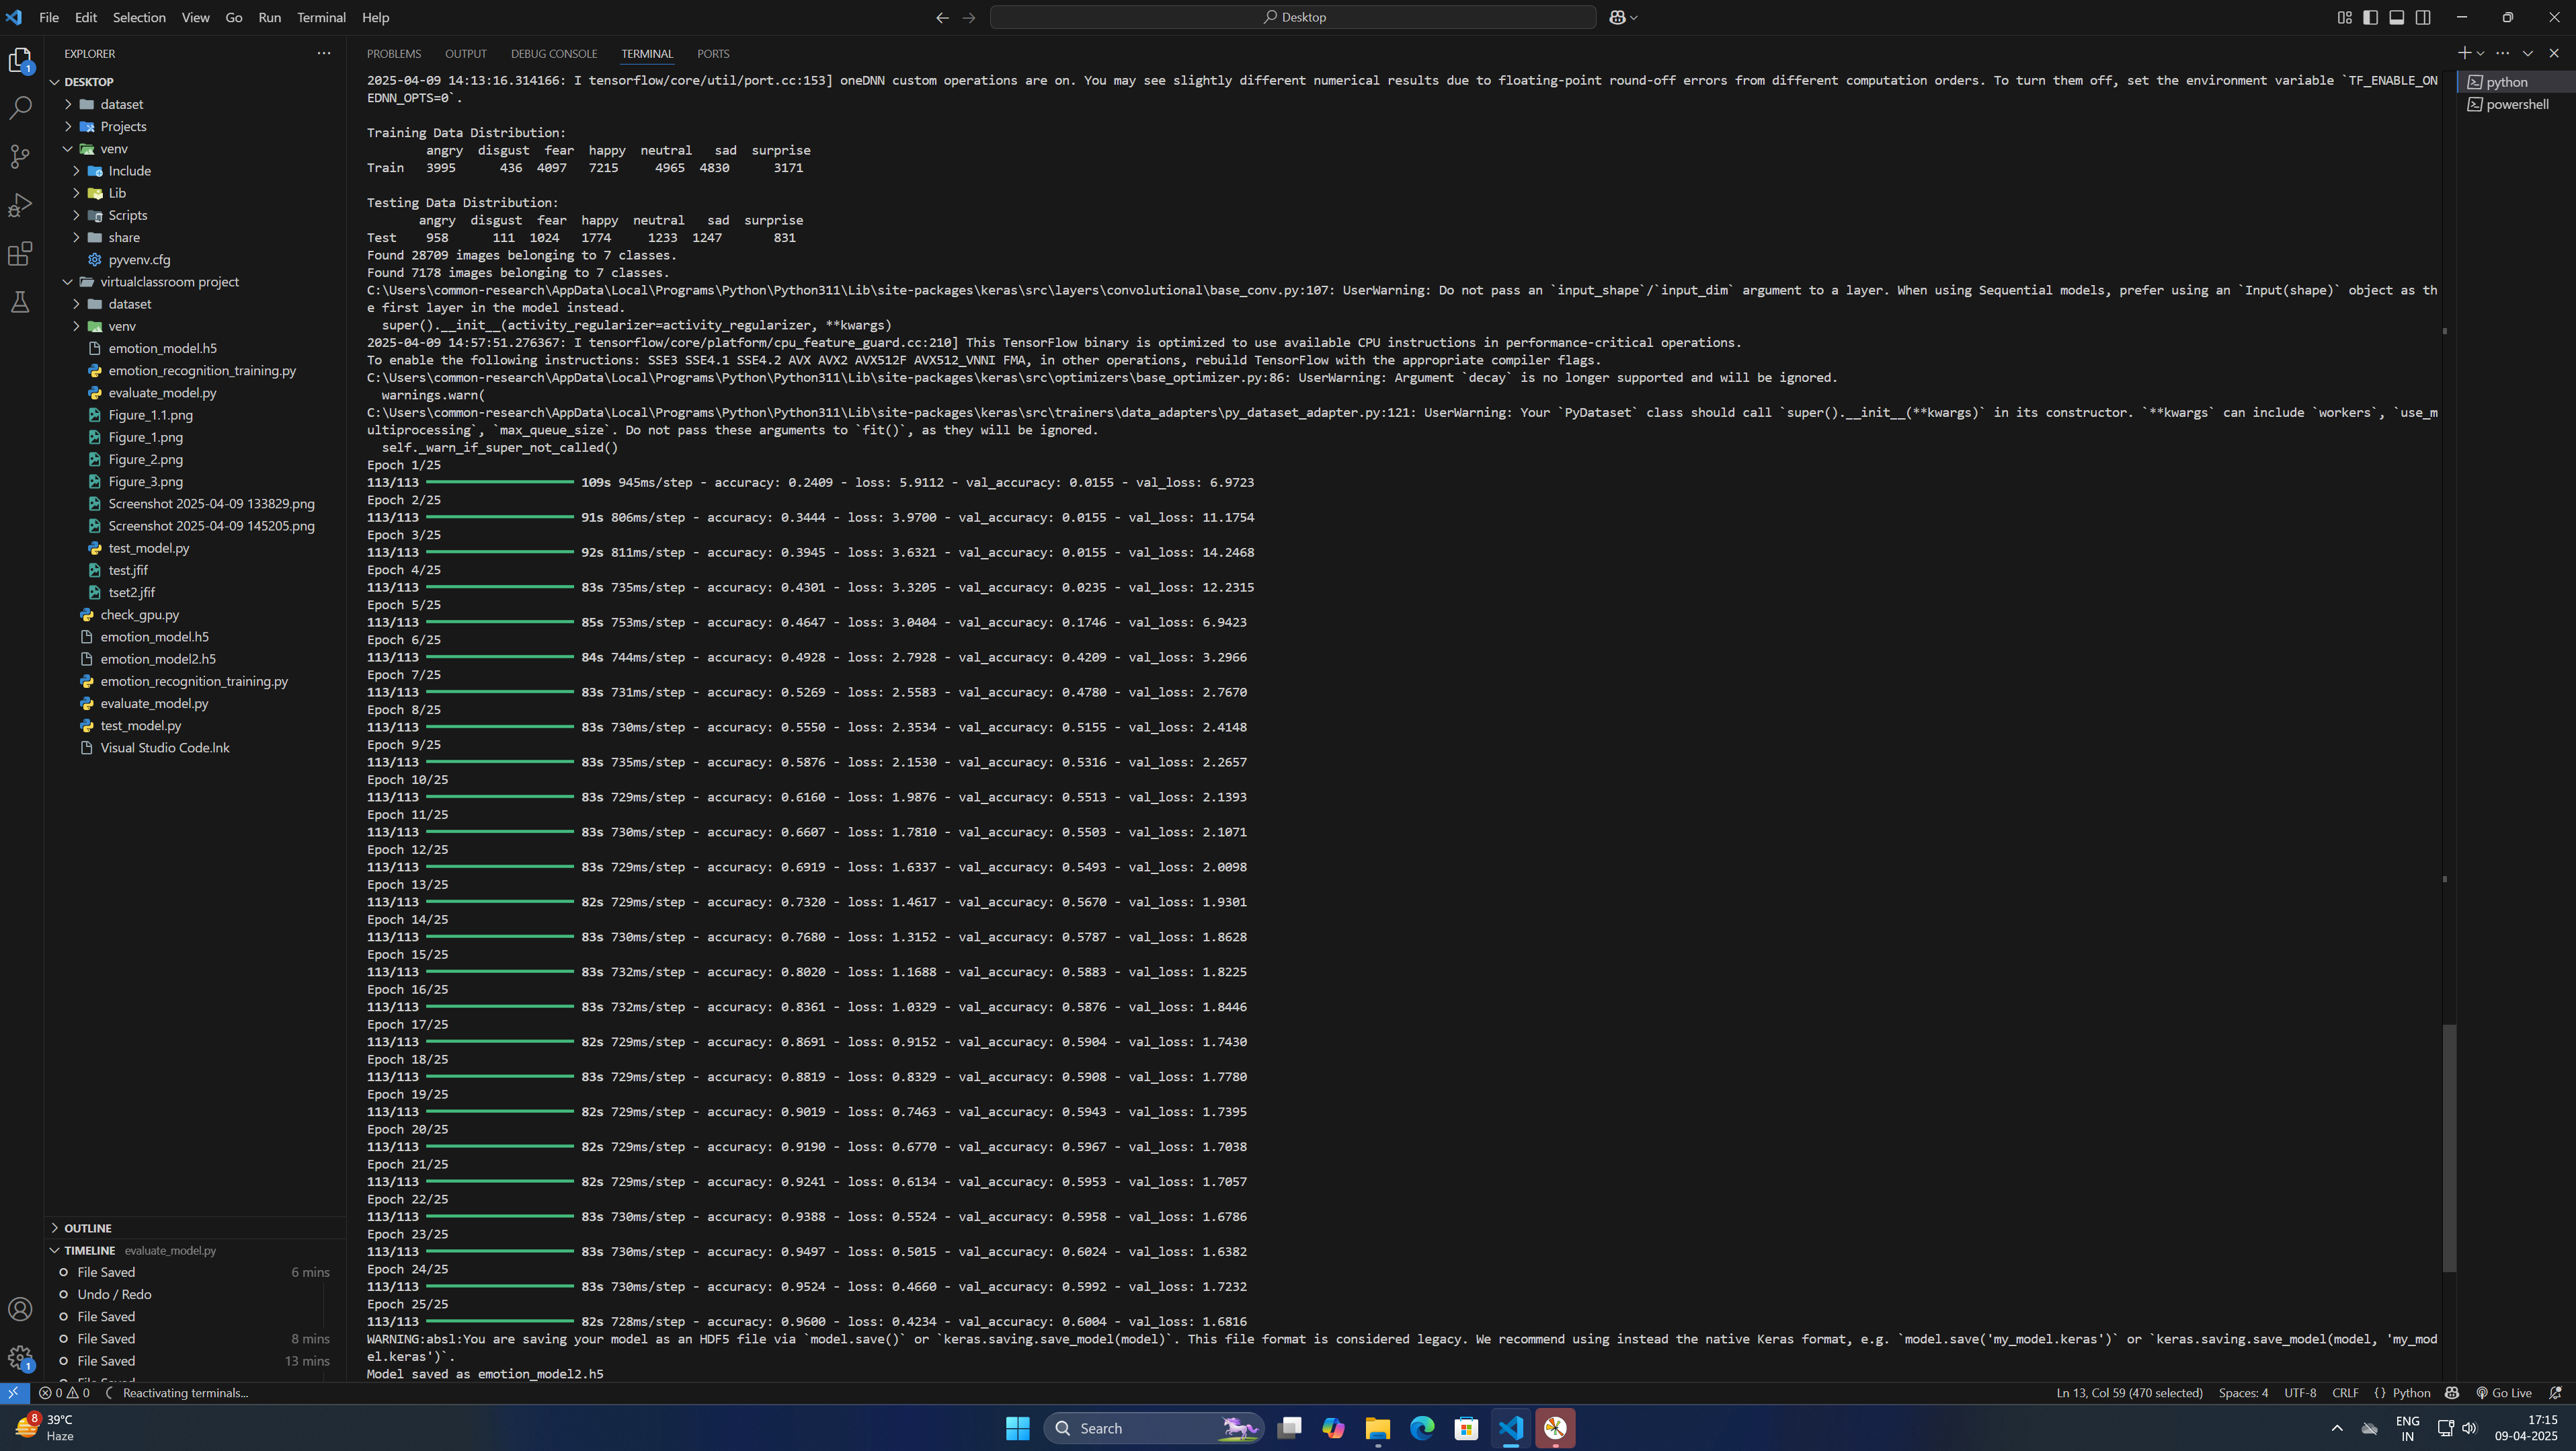 File Edit Selection View Go Run Terminal Help
Desktop
EXPLORER
DESKTOP
dataset
Projects
venv
Include
Lib
Scripts
share
pyvenv.cfg
virtualclassroom project
dataset
venv
emotion_model.h5
emotion_recognition_training.py
evaluate_model.py
Figure_1.1.png
Figure_1.png
Figure_2.png
Figure_3.png
Screenshot 2025-04-09 133829.png
Screenshot 2025-04-09 145205.png
test_model.py
test.jfif
tset2.jfif
check_gpu.py
emotion_model.h5
emotion_model2.h5
emotion_recognition_training.py
evaluate_model.py
test_model.py
Visual Studio Code.lnk
OUTLINE
TIMELINE evaluate_model.py
File Saved 6 mins
Undo / Redo
File Saved
File Saved 8 mins
File Saved 13 mins
PROBLEMS OUTPUT DEBUG CONSOLE TERMINAL PORTS
2025-04-09 14:13:16.314166: I tensorflow/core/util/port.cc:153] oneDNN custom operations are on. You may see slightly different numerical results due to floating-point round-off errors from different computation orders. To turn them off, set the environment variable `TF_ENABLE_ON
EDNN_OPTS=0`.
Training Data Distribution:
angry disgust fear happy neutral sad surprise
Train 3995 436 4097 7215 4965 4830 3171
Testing Data Distribution:
angry disgust fear happy neutral sad surprise
Test 958 111 1024 1774 1233 1247 831
Found 28709 images belonging to 7 classes.
Found 7178 images belonging to 7 classes.
C:\Users\common-research\AppData\Local\Programs\Python\Python311\Lib\site-packages\keras\src\layers\convolutional\base_conv.py:107: UserWarning: Do not pass an `input_shape`/`input_dim` argument to a layer. When using Sequential models, prefer using an `Input(shape)` object as th
e first layer in the model instead.
super().__init__(activity_regularizer=activity_regularizer, **kwargs)
2025-04-09 14:57:51.276367: I tensorflow/core/platform/cpu_feature_guard.cc:210] This TensorFlow binary is optimized to use available CPU instructions in performance-critical operations.
To enable the following instructions: SSE3 SSE4.1 SSE4.2 AVX AVX2 AVX512F AVX512_VNNI FMA, in other operations, rebuild TensorFlow with the appropriate compiler flags.
C:\Users\common-research\AppData\Local\Programs\Python\Python311\Lib\site-packages\keras\src\optimizers\base_optimizer.py:86: UserWarning: Argument `decay` is no longer supported and will be ignored.
warnings.warn(
C:\Users\common-research\AppData\Local\Programs\Python\Python311\Lib\site-packages\keras\src\trainers\data_adapters\py_dataset_adapter.py:121: UserWarning: Your `PyDataset` class should call `super().__init__(**kwargs)` in its constructor. `**kwargs` can include `workers`, `use_m
ultiprocessing`, `max_queue_size`. Do not pass these arguments to `fit()`, as they will be ignored.
self._warn_if_super_not_called()
Epoch 1/25
113/113 109s 945ms/step - accuracy: 0.2409 - loss: 5.9112 - val_accuracy: 0.0155 - val_loss: 6.9723
Epoch 2/25
113/113 91s 806ms/step - accuracy: 0.3444 - loss: 3.9700 - val_accuracy: 0.0155 - val_loss: 11.1754
Epoch 3/25
113/113 92s 811ms/step - accuracy: 0.3945 - loss: 3.6321 - val_accuracy: 0.0155 - val_loss: 14.2468
Epoch 4/25
113/113 83s 735ms/step - accuracy: 0.4301 - loss: 3.3205 - val_accuracy: 0.0235 - val_loss: 12.2315
Epoch 5/25
113/113 85s 753ms/step - accuracy: 0.4647 - loss: 3.0404 - val_accuracy: 0.1746 - val_loss: 6.9423
Epoch 6/25
113/113 84s 744ms/step - accuracy: 0.4928 - loss: 2.7928 - val_accuracy: 0.4209 - val_loss: 3.2966
Epoch 7/25
113/113 83s 731ms/step - accuracy: 0.5269 - loss: 2.5583 - val_accuracy: 0.4780 - val_loss: 2.7670
Epoch 8/25
113/113 83s 730ms/step - accuracy: 0.5550 - loss: 2.3534 - val_accuracy: 0.5155 - val_loss: 2.4148
Epoch 9/25
113/113 83s 735ms/step - accuracy: 0.5876 - loss: 2.1530 - val_accuracy: 0.5316 - val_loss: 2.2657
Epoch 10/25
113/113 83s 729ms/step - accuracy: 0.6160 - loss: 1.9876 - val_accuracy: 0.5513 - val_loss: 2.1393
Epoch 11/25
113/113 83s 730ms/step - accuracy: 0.6607 - loss: 1.7810 - val_accuracy: 0.5503 - val_loss: 2.1071
Epoch 12/25
113/113 83s 729ms/step - accuracy: 0.6919 - loss: 1.6337 - val_accuracy: 0.5493 - val_loss: 2.0098
Epoch 13/25
113/113 82s 729ms/step - accuracy: 0.7320 - loss: 1.4617 - val_accuracy: 0.5670 - val_loss: 1.9301
Epoch 14/25
113/113 83s 730ms/step - accuracy: 0.7680 - loss: 1.3152 - val_accuracy: 0.5787 - val_loss: 1.8628
Epoch 15/25
113/113 83s 732ms/step - accuracy: 0.8020 - loss: 1.1688 - val_accuracy: 0.5883 - val_loss: 1.8225
Epoch 16/25
113/113 83s 732ms/step - accuracy: 0.8361 - loss: 1.0329 - val_accuracy: 0.5876 - val_loss: 1.8446
Epoch 17/25
113/113 82s 729ms/step - accuracy: 0.8691 - loss: 0.9152 - val_accuracy: 0.5904 - val_loss: 1.7430
Epoch 18/25
113/113 83s 729ms/step - accuracy: 0.8819 - loss: 0.8329 - val_accuracy: 0.5908 - val_loss: 1.7780
Epoch 19/25
113/113 82s 729ms/step - accuracy: 0.9019 - loss: 0.7463 - val_accuracy: 0.5943 - val_loss: 1.7395
Epoch 20/25
113/113 82s 729ms/step - accuracy: 0.9190 - loss: 0.6770 - val_accuracy: 0.5967 - val_loss: 1.7038
Epoch 21/25
113/113 82s 729ms/step - accuracy: 0.9241 - loss: 0.6134 - val_accuracy: 0.5953 - val_loss: 1.7057
Epoch 22/25
113/113 83s 730ms/step - accuracy: 0.9388 - loss: 0.5524 - val_accuracy: 0.5958 - val_loss: 1.6786
Epoch 23/25
113/113 83s 730ms/step - accuracy: 0.9497 - loss: 0.5015 - val_accuracy: 0.6024 - val_loss: 1.6382
Epoch 24/25
113/113 83s 730ms/step - accuracy: 0.9524 - loss: 0.4660 - val_accuracy: 0.5992 - val_loss: 1.7232
Epoch 25/25
113/113 82s 728ms/step - accuracy: 0.9600 - loss: 0.4234 - val_accuracy: 0.6004 - val_loss: 1.6816
WARNING:absl:You are saving your model as an HDF5 file via `model.save()` or `keras.saving.save_model(model)`. This file format is considered legacy. We recommend using instead the native Keras format, e.g. `model.save('my_model.keras')` or `keras.saving.save_model(model, 'my_mod
el.keras')`.
Model saved as emotion_model2.h5
python
powershell
0 0 Reactivating terminals...
Ln 13, Col 59 (470 selected) Spaces: 4 UTF-8 CRLF {} Python Go Live
8 39°C
Haze
Search
ENG
IN
17:15
09-04-2025